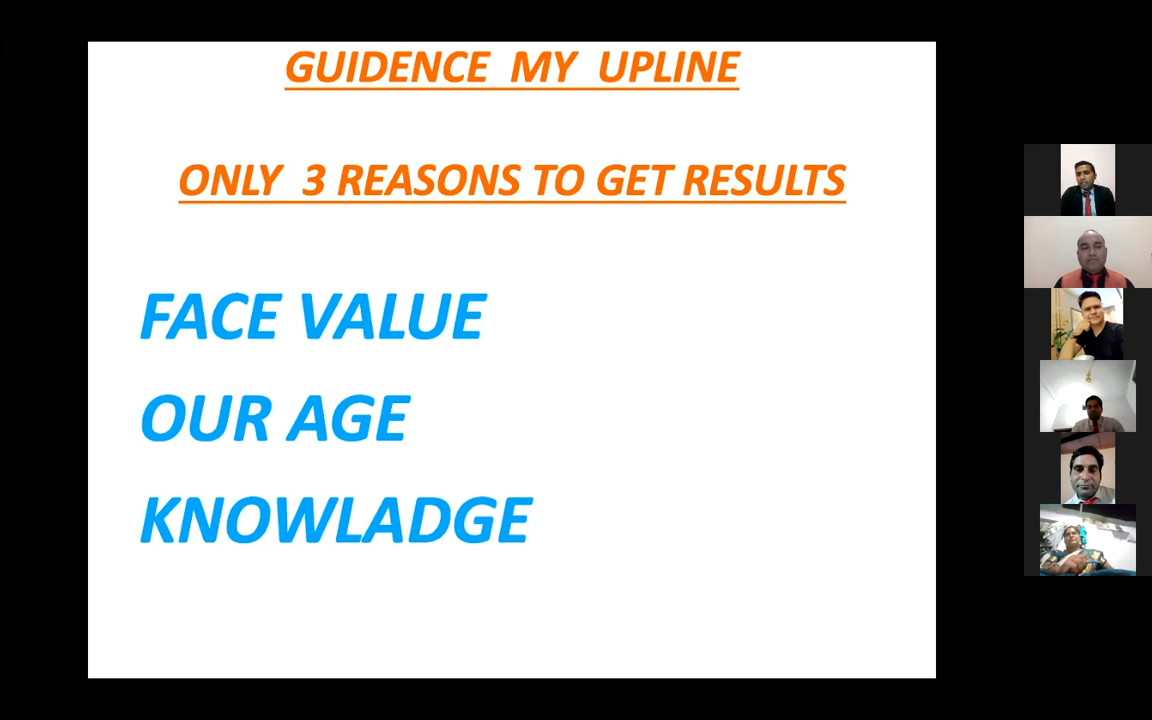 GUIDENCE MY UPLINE
ONLY 3 REASONS TO GET RESULTS
FACE VALUE
OUR AGE
KNOWLADGE